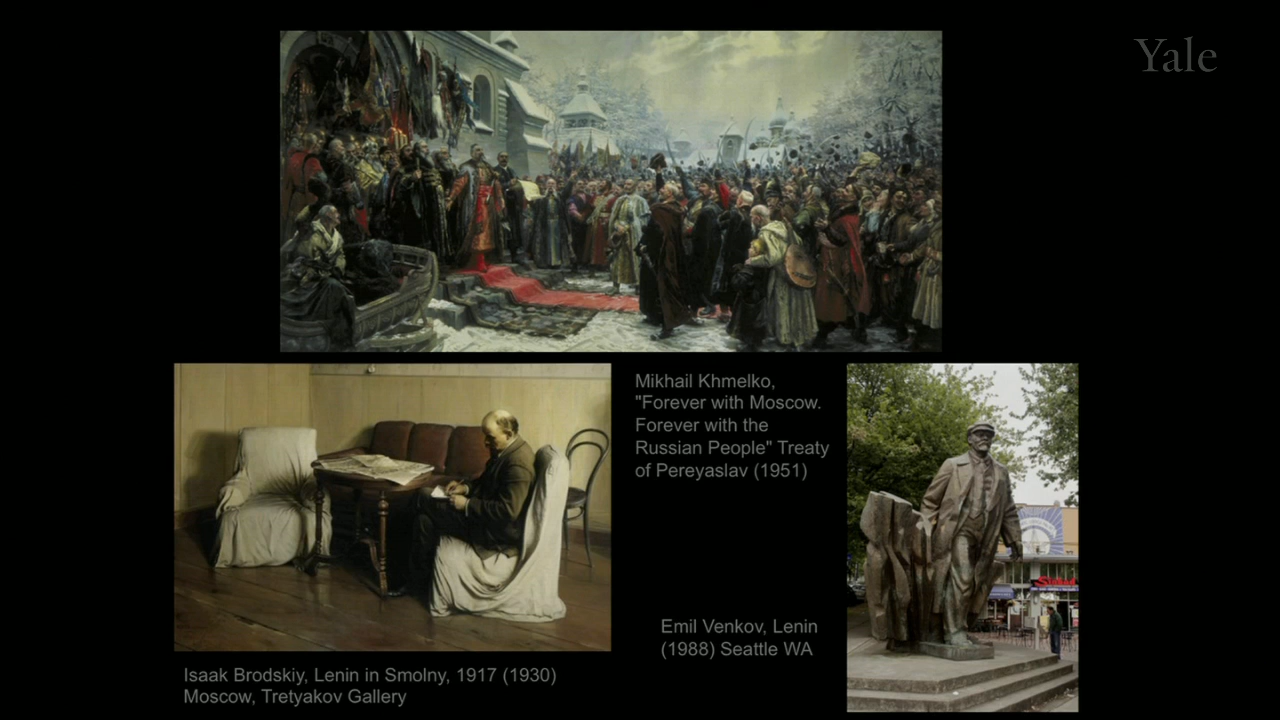 Yale
Mikhail Khmelko,
"Forever with Moscow.
Forever with the
Russian People" Treaty
of Pereyaslav (1951)
Emil Venkov, Lenin
(1988) Seattle WA
Isaak Brodskiy, Lenin in Smolny, 1917 (1930)
Moscow, Tretyakov Gallery